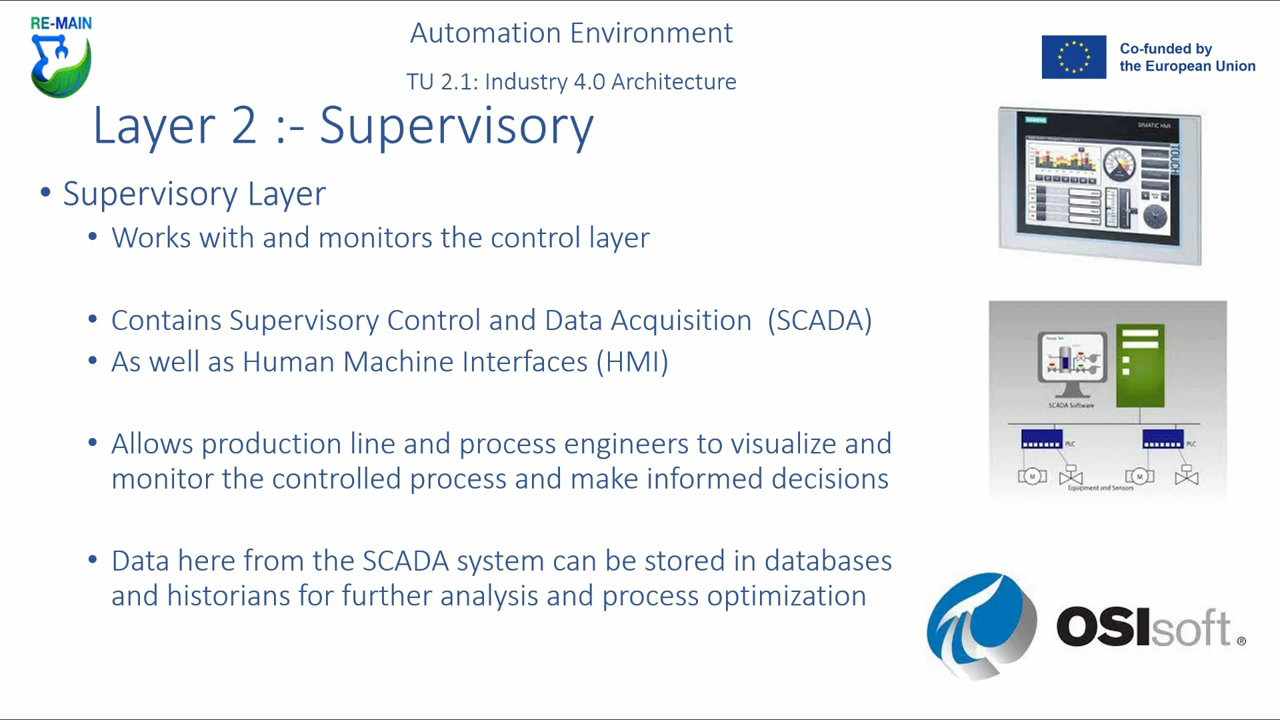 RE-MAIN
Automation Environment
TU 2.1: Industry 4.0 Architecture
Co-funded by
the European Union
Layer 2 :- Supervisory
• Supervisory Layer
• Works with and monitors the control layer
• Contains Supervisory Control and Data Acquisition (SCADA)
• As well as Human Machine Interfaces (HMI)
• Allows production line and process engineers to visualize and
monitor the controlled process and make informed decisions
• Data here from the SCADA system can be stored in databases
and historians for further analysis and process optimization
SIEMENS
SIMATIC HMI
TOUCH
SCADA Software
PLC
PLC
M
M
Equipment and Sensors
OSIsoft®